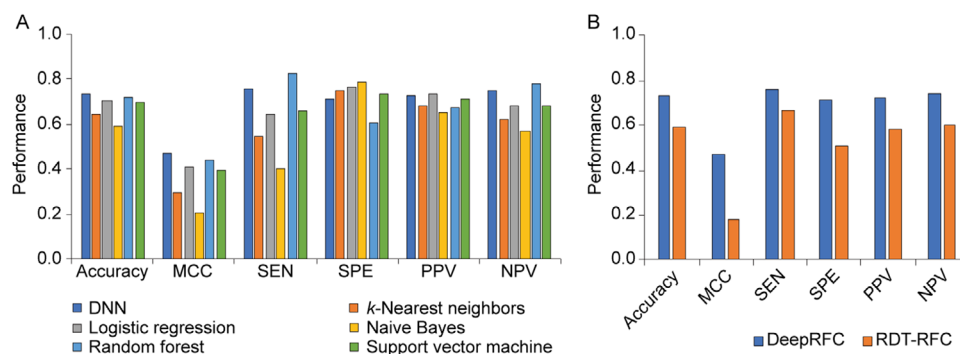 A
Performance
1.0
0.8
0.6
0.4
0.2
0.0
Accuracy MCC SEN SPE PPV NPV
DNN
Logistic regression
Random forest
k-Nearest neighbors
Naive Bayes
Support vector machine
B
Performance
1.0
0.8
0.6
0.4
0.2
0.0
Accuracy MCC SEN SPE PPV NPV
DeepRFC RDT-RFC